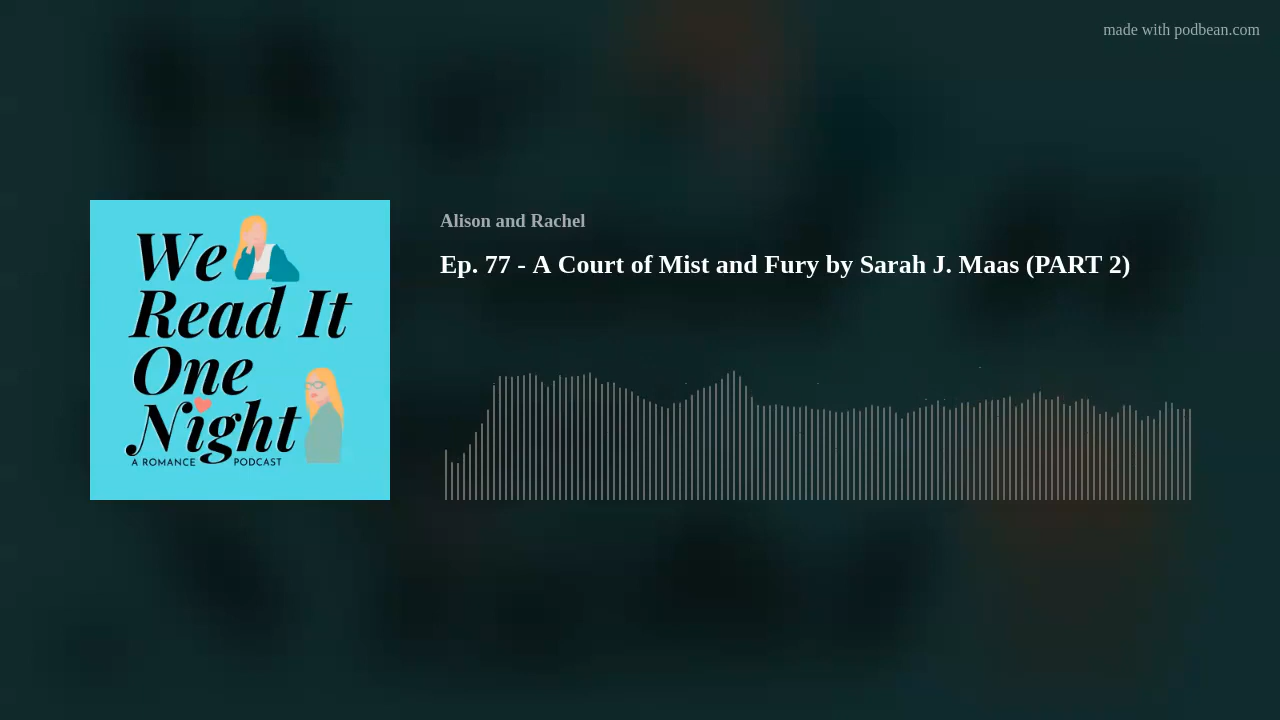 made with podbean.com
Alison and Rachel
Ep. 77 - A Court of Mist and Fury by Sarah J. Maas (PART 2)
We
Read It
One
Night
A ROMANCE PODCAST